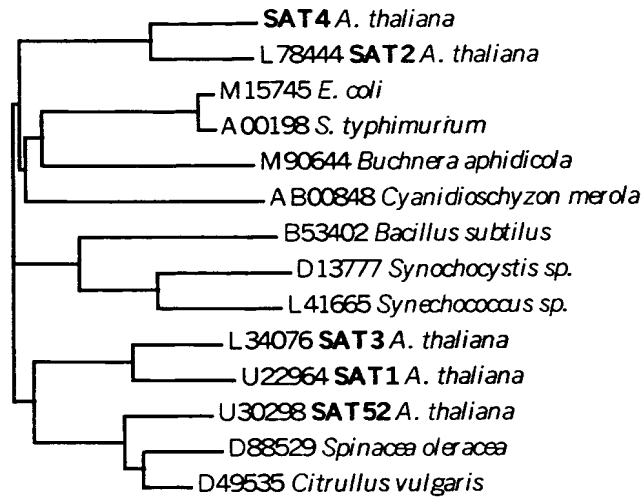 SAT4 A. thaliana
L78444 SAT2 A. thaliana
M15745 E. coli
A00198 S. typhimurium
M90644 Buchnera aphidicola
AB00848 Cyanidioschyzon merola
B53402 Bacillus subtilus
D13777 Synochocystis sp.
L41665 Synechococcus sp.
L34076 SAT3 A. thaliana
U22964 SAT1 A. thaliana
U30298 SAT52 A. thaliana
D88529 Spinacea oleracea
D49535 Citrullus vulgaris